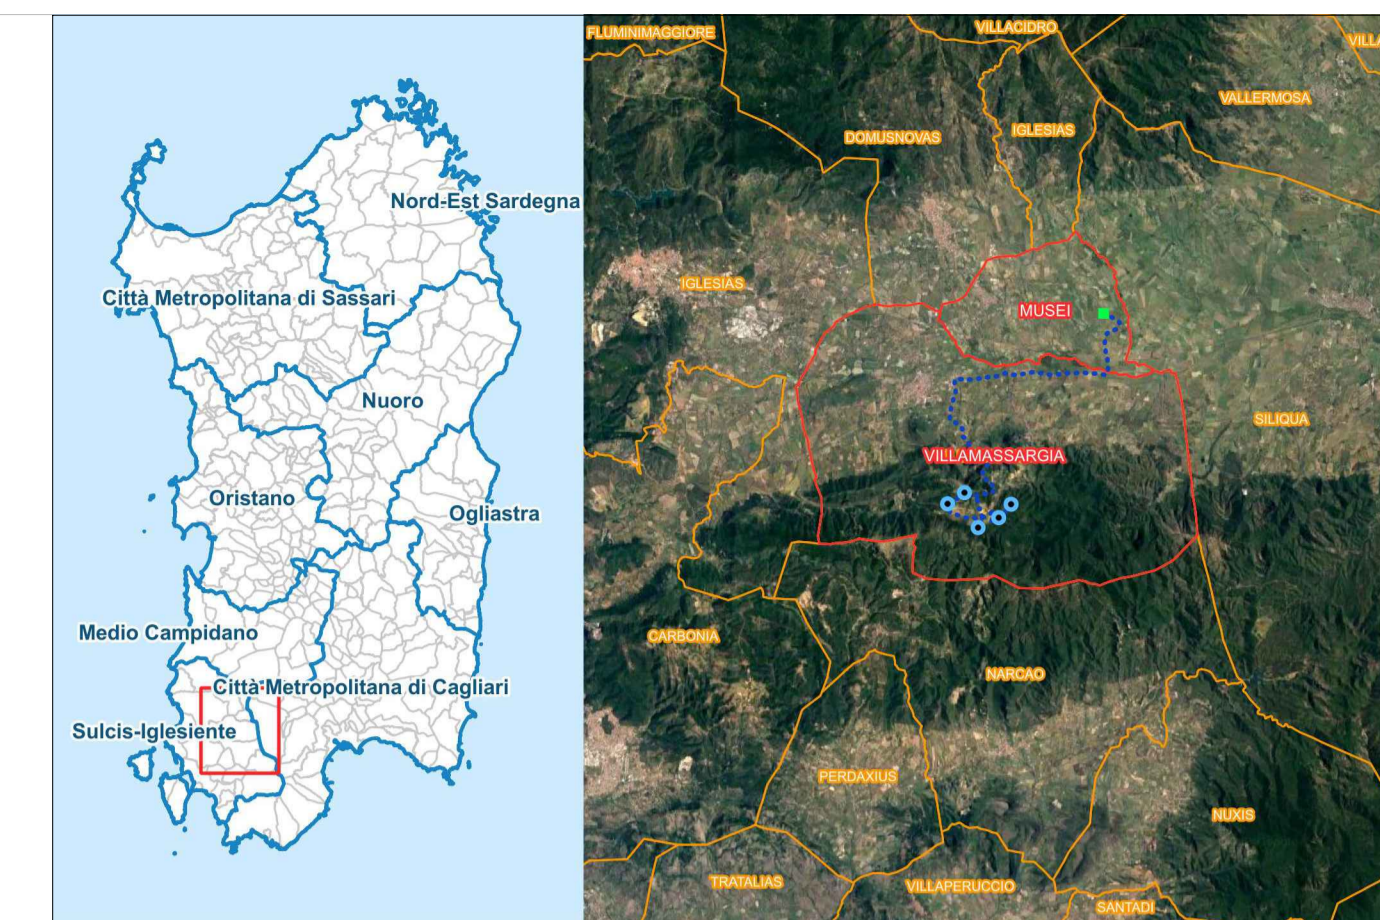 Nord-Est Sardegna
Città Metropolitana di Sassari
Nuoro
Oristano
Ogliastra
Medio Campidano
Città Metropolitana di Cagliari
Sulcis-Iglesiente
FLUMINIMAGGIORE
VILLACIDRO
VILLA
VALLERMOSA
DOMUSNOVAS
IGLESIAS
IGLESIAS
MUSEI
SILIQUA
VILLAMASSARGIA
CARBONIA
NARCAO
PERDAXIUS
NUXIS
TRATALIAS
VILLAPERUCCIO
SANTADI